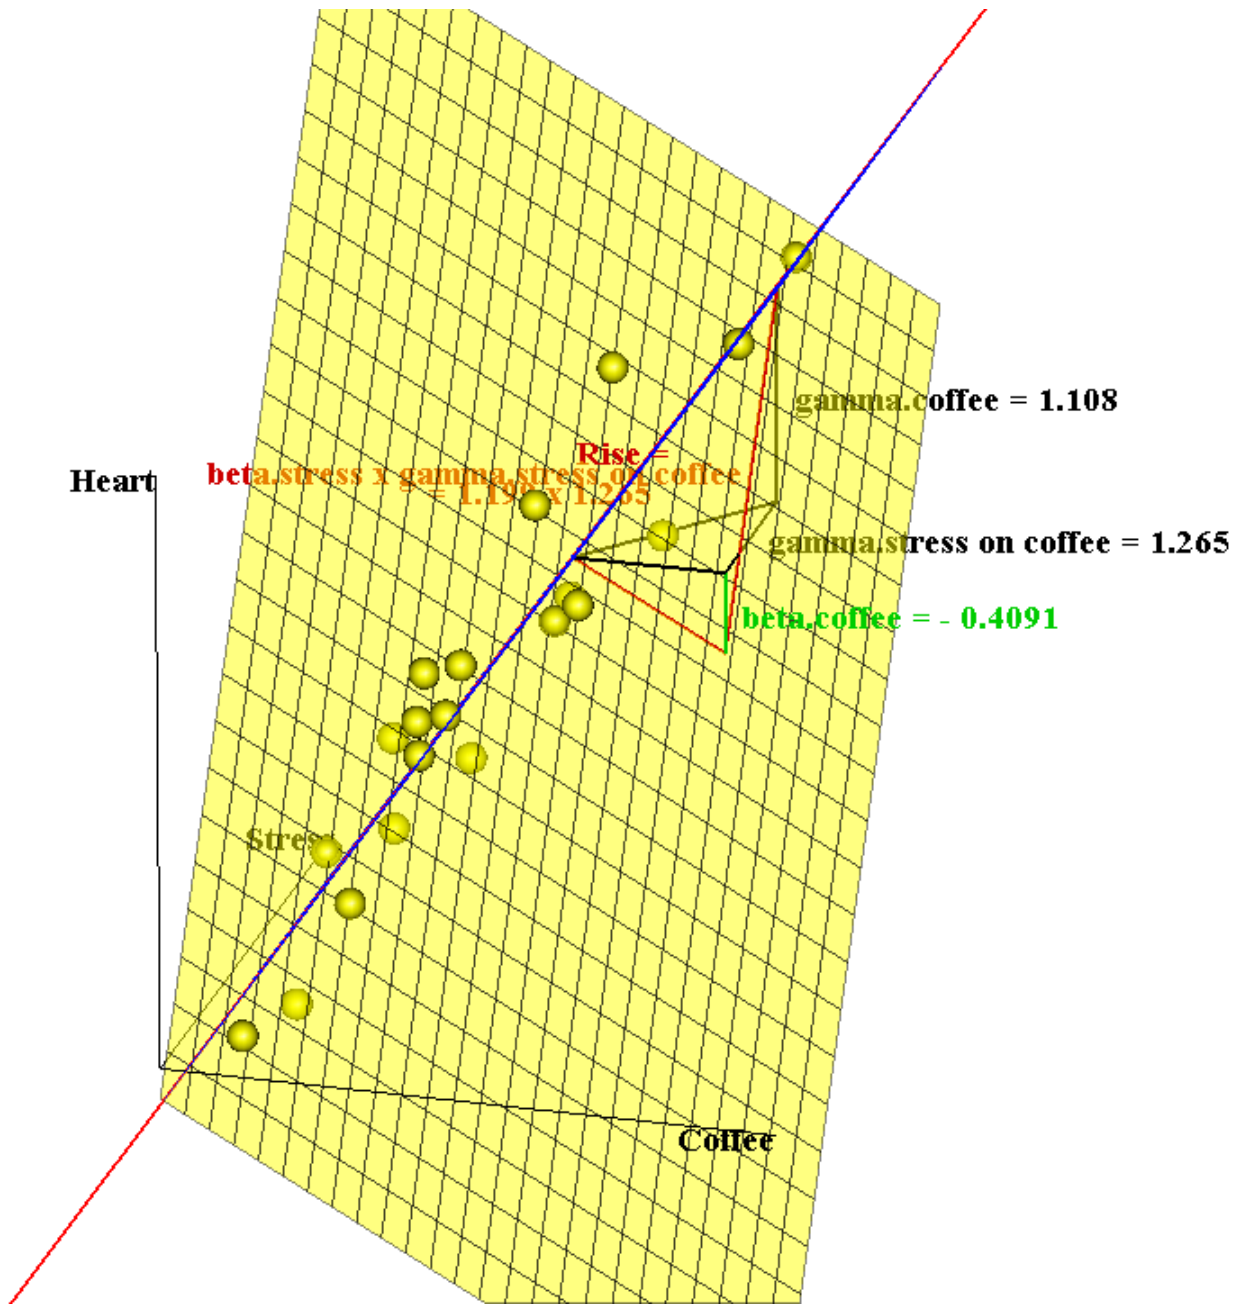 gamma.coffee = 1.108
Rise =
beta.stress x gamma.stress on coffee
= 1.199 x 1.265
Heart
gamma.stress on coffee = 1.265
beta.coffee = - 0.4091
Stress
Coffee